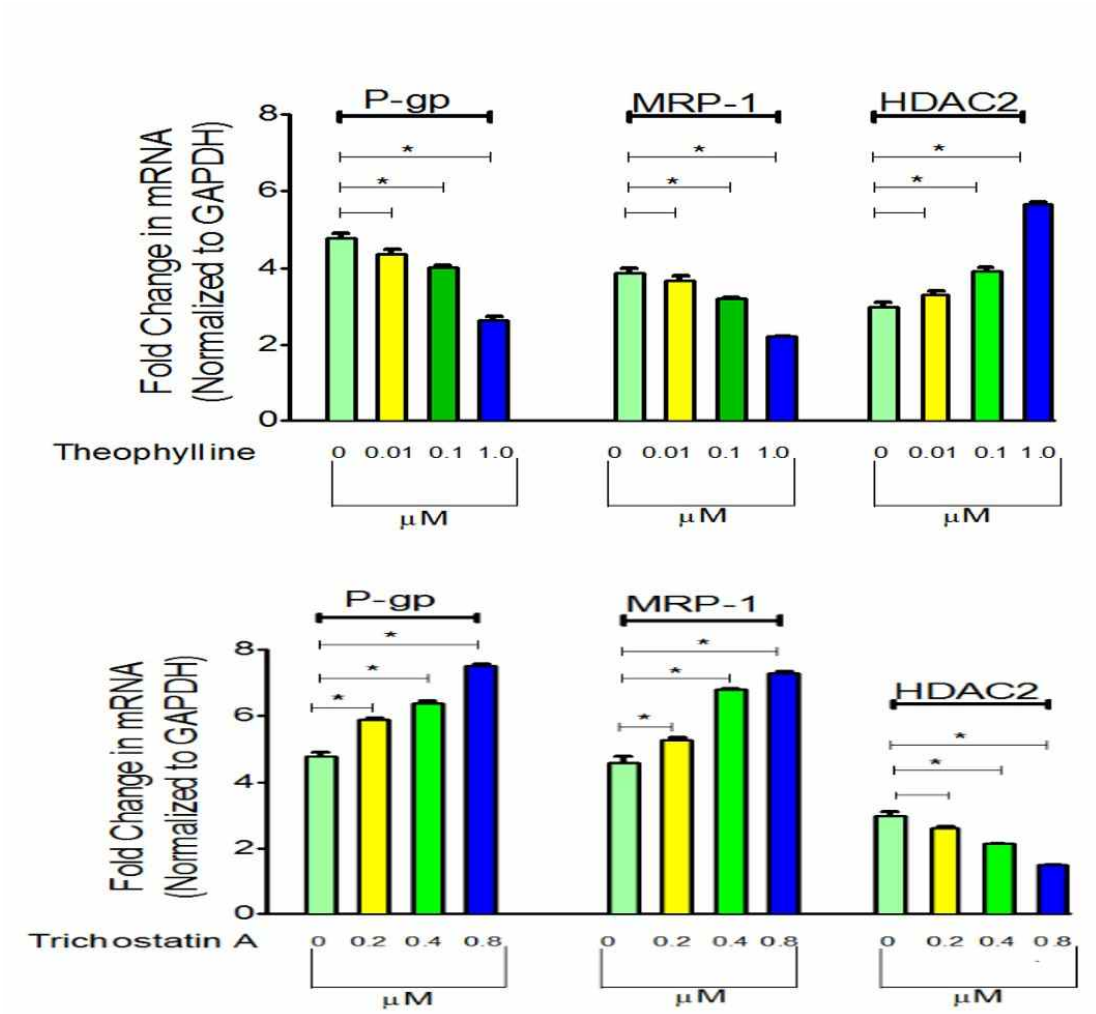 P-gp MRP-1 HDAC2
8
6
4
2
0
Fold Change in mRNA
(Normalized to GAPDH)
* * *
* * *
Theophylline 0 0.01 0.1 1.0 0 0.01 0.1 1.0 0 0.01 0.1 1.0
μM μM μM
P-gp MRP-1
HDAC2
8
6
4
2
0
Fold Change in mRNA
(Normalized to GAPDH)
* *
* *
* *
*
*
Trichostatin A 0 0.2 0.4 0.8 0 0.2 0.4 0.8 0 0.2 0.4 0.8
μM μM μM